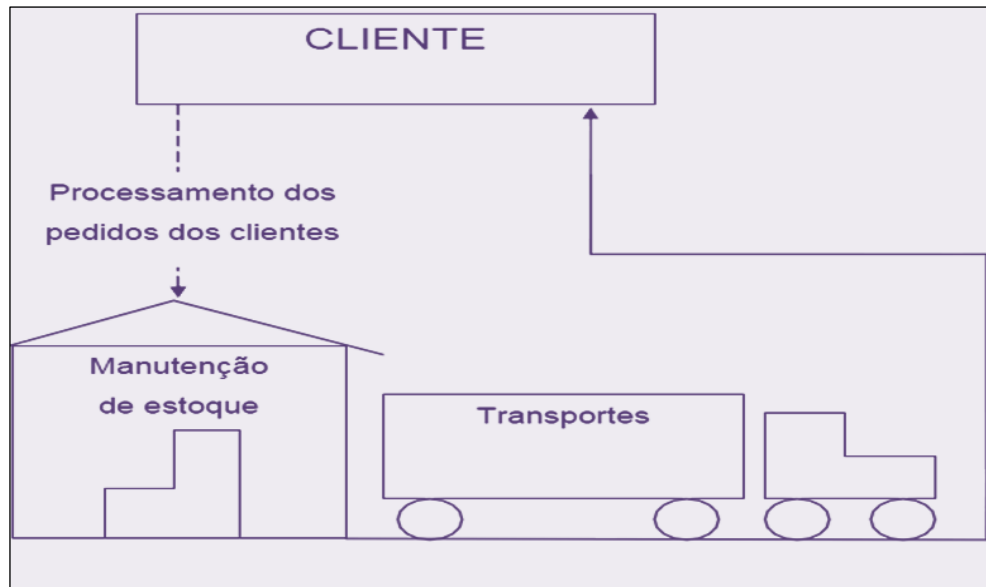 CLIENTE
Processamento dos
pedidos dos clientes
Manutenção
de estoque
Transportes